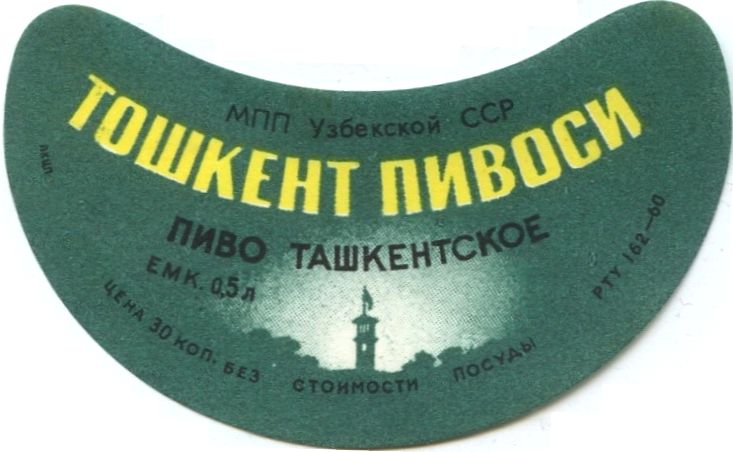 МПП Узбекской ССР
ТОШКЕНТ ПИВОСИ
ПИВО ТАШКЕНТСКОЕ
ЕМК. 0,5 л
ЦЕНА 30 КОП. БЕЗ СТОИМОСТИ ПОСУДЫ
РТУ 162—60